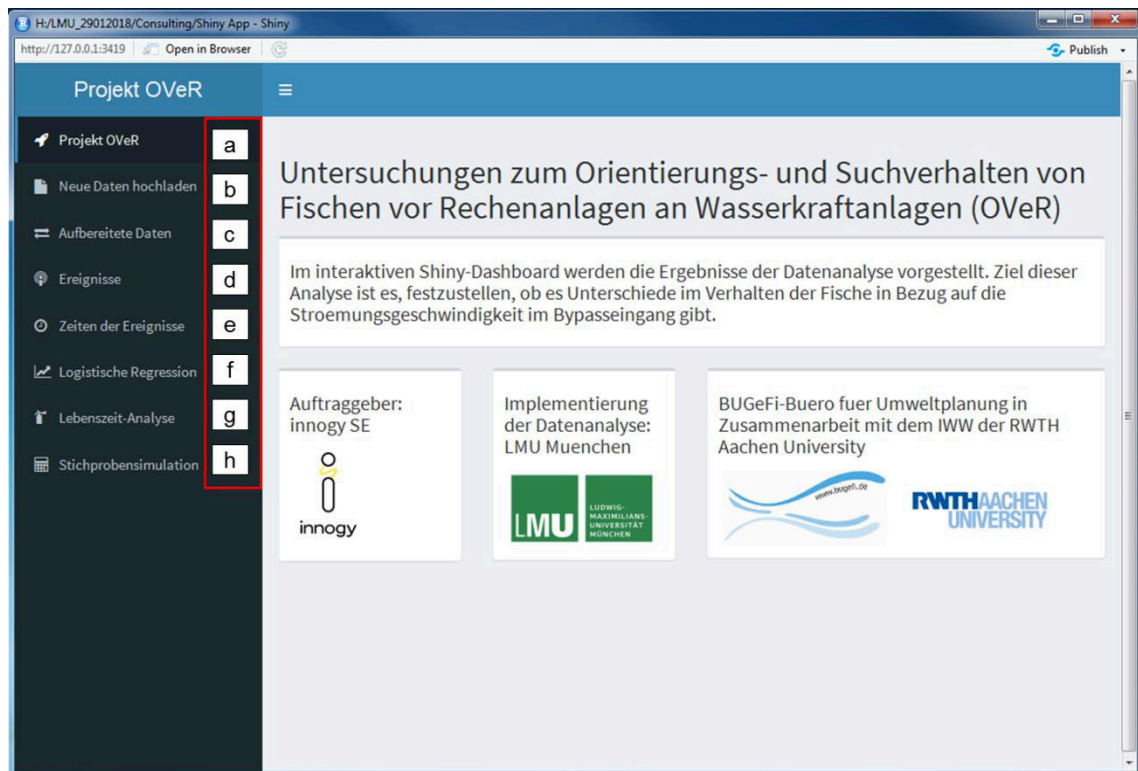 H:/LMU_29012018/Consulting/Shiny App - Shiny
http://127.0.0.1:3419 Open in Browser Publish
Projekt OVeR
Projekt OVeR a
Neue Daten hochladen b
Aufbereitete Daten c
Ereignisse d
Zeiten der Ereignisse e
Logistische Regression f
Lebenszeit-Analyse g
Stichprobensimulation h
Untersuchungen zum Orientierungs- und Suchverhalten von
Fischen vor Rechenanlagen an Wasserkraftanlagen (OVeR)
Im interaktiven Shiny-Dashboard werden die Ergebnisse der Datenanalyse vorgestellt. Ziel dieser
Analyse ist es, festzustellen, ob es Unterschiede im Verhalten der Fische in Bezug auf die
Stroemungsgeschwindigkeit im Bypasseingang gibt.
Auftraggeber:
innogy SE
innogy
Implementierung
der Datenanalyse:
LMU Muenchen
LMU
LUDWIG-
MAXIMILIANS-
UNIVERSITÄT
MÜNCHEN
BUGeFi-Buero fuer Umweltplanung in
Zusammenarbeit mit dem IWW der RWTH
Aachen University
www.bugefi.de
RWTHAACHEN
UNIVERSITY